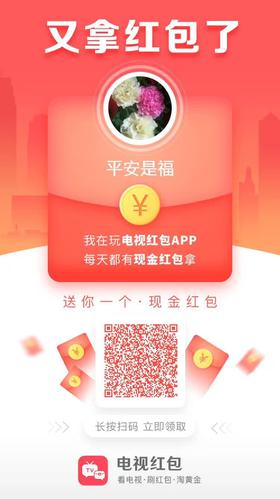 又拿红包了
平安是福
¥
我在玩电视红包APP
每天都有现金红包拿
送你一个·现金红包
长按扫码 立即领取
TV
电视红包
看电视·刷红包·淘黄金